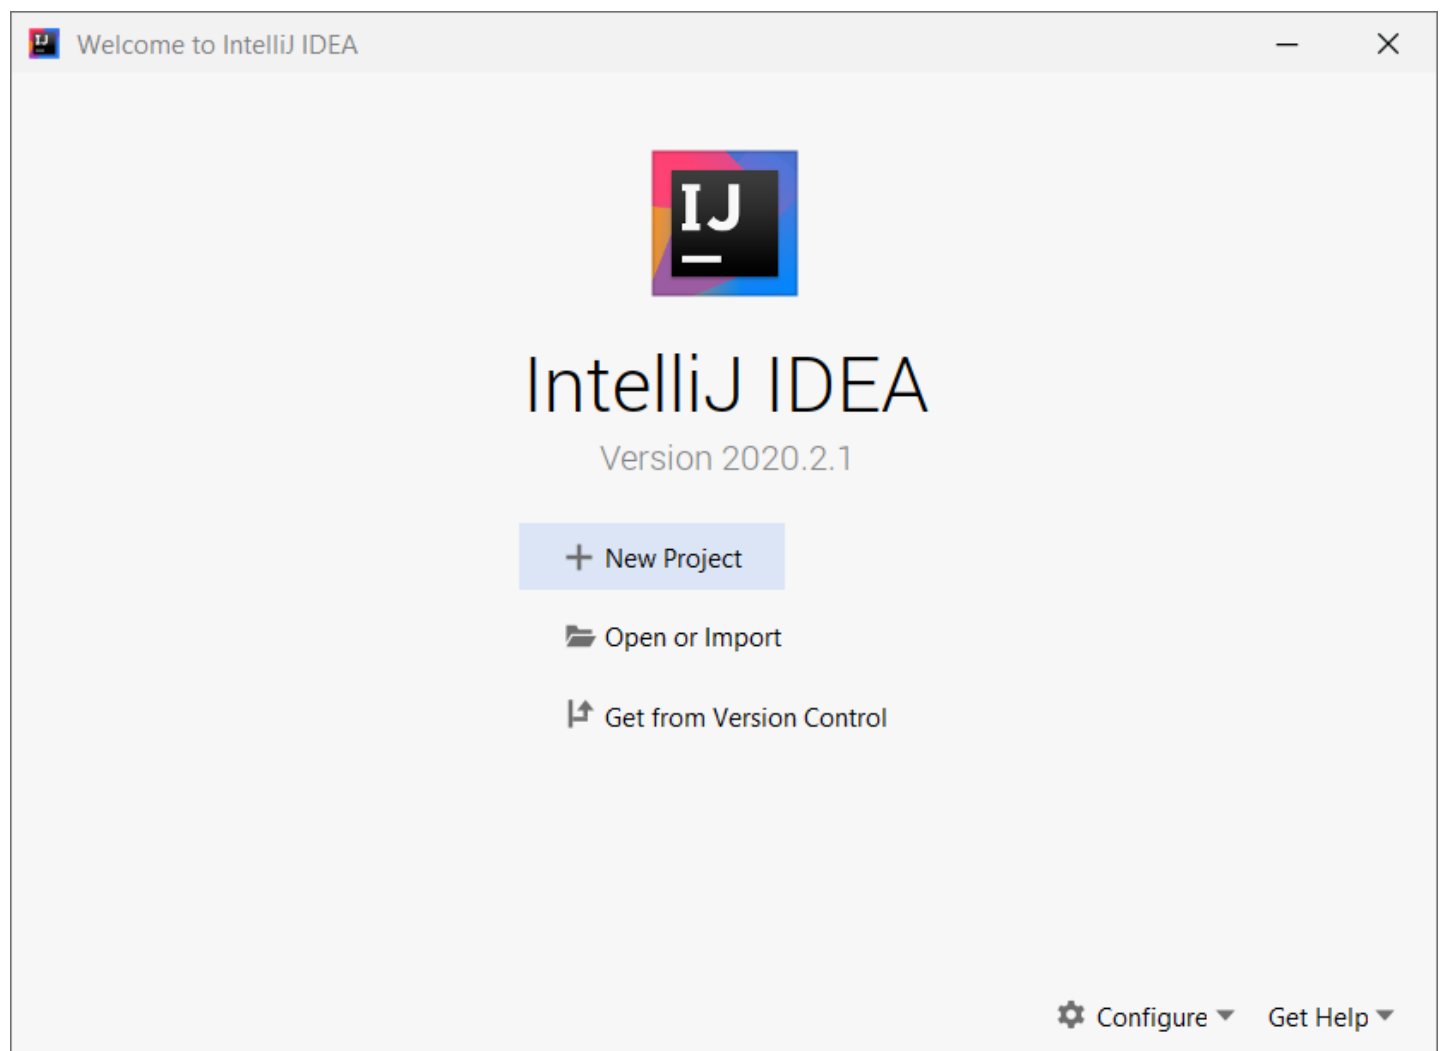 Welcome to IntelliJ IDEA
IJ
IntelliJ IDEA
Version 2020.2.1
New Project
Open or Import
Get from Version Control
Configure Get Help